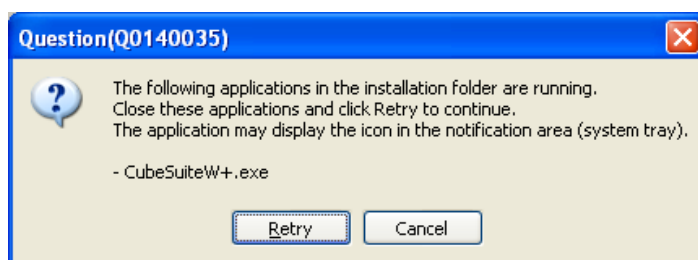 Question(Q0140035)
The following applications in the installation folder are running.
Close these applications and click Retry to continue.
The application may display the icon in the notification area (system tray).
- CubeSuiteW+.exe
Retry
Cancel